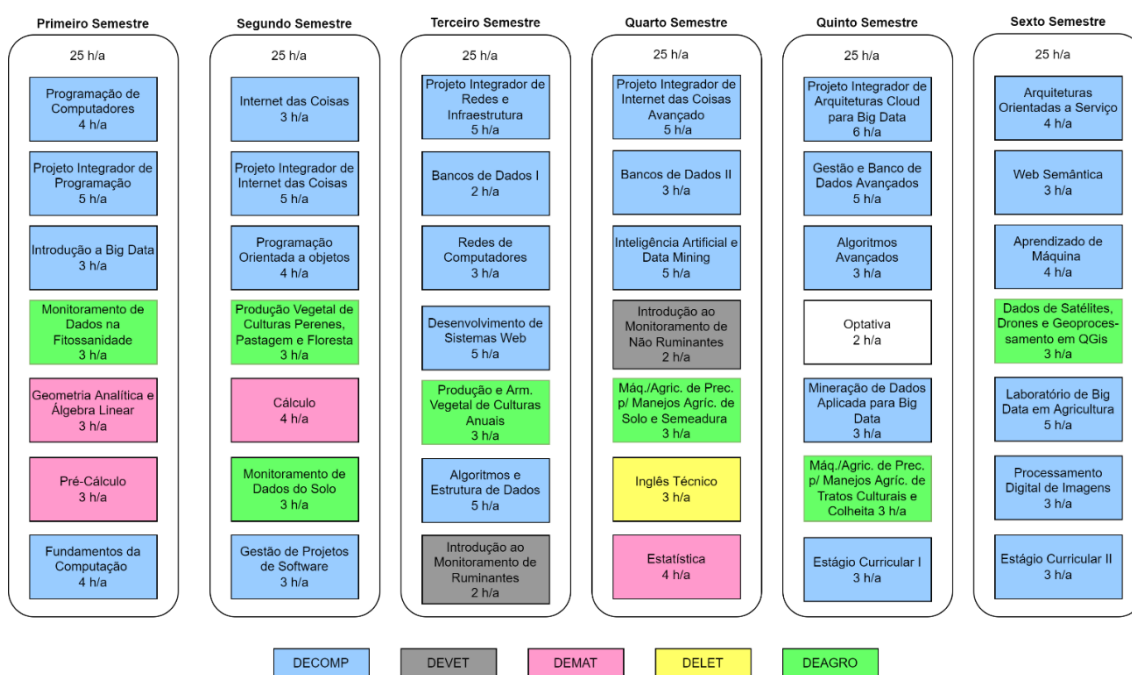 Primeiro Semestre
25 h/a
Programação de
Computadores
4 h/a
Projeto Integrador de
Programação
5 h/a
Introdução a Big Data
3 h/a
Monitoramento de
Dados na
Fitossanidade
3 h/a
Geometria Analítica e
Álgebra Linear
3 h/a
Pré-Cálculo
3 h/a
Fundamentos da
Computação
4 h/a
Segundo Semestre
25 h/a
Internet das Coisas
3 h/a
Projeto Integrador de
Internet das Coisas
5 h/a
Programação
Orientada a objetos
4 h/a
Produção Vegetal de
Culturas Perenes,
Pastagem e Floresta
3 h/a
Cálculo
4 h/a
Monitoramento de
Dados do Solo
3 h/a
Gestão de Projetos
de Software
3 h/a
Terceiro Semestre
25 h/a
Projeto Integrador de
Redes e
Infraestrutura
5 h/a
Bancos de Dados I
2 h/a
Redes de
Computadores
3 h/a
Desenvolvimento de
Sistemas Web
5 h/a
Produção e Arm.
Vegetal de Culturas
Anuais
3 h/a
Algoritmos e
Estrutura de Dados
5 h/a
Introdução ao
Monitoramento de
Ruminantes
2 h/a
Quarto Semestre
25 h/a
Projeto Integrador de
Internet das Coisas
Avançado
5 h/a
Bancos de Dados II
3 h/a
Inteligência Artificial e
Data Mining
5 h/a
Introdução ao
Monitoramento de
Não Ruminantes
2 h/a
Máq./Agric. de Prec.
p/ Manejos Agríc. de
Solo e Semeadura
3 h/a
Inglês Técnico
3 h/a
Estatística
4 h/a
Quinto Semestre
25 h/a
Projeto Integrador de
Arquiteturas Cloud
para Big Data
6 h/a
Gestão e Banco de
Dados Avançados
5 h/a
Algoritmos
Avançados
3 h/a
Optativa
2 h/a
Mineração de Dados
Aplicada para Big
Data
3 h/a
Máq./Agric. de Prec.
p/ Manejos Agríc. de
Tratos Culturais e
Colheita 3 h/a
Estágio Curricular I
3 h/a
Sexto Semestre
25 h/a
Arquiteturas
Orientadas a Serviço
4 h/a
Web Semântica
3 h/a
Aprendizado de
Máquina
4 h/a
Dados de Satélites,
Drones e Geoproces-
samento em QGis
3 h/a
Laboratório de Big
Data em Agricultura
5 h/a
Processamento
Digital de Imagens
3 h/a
Estágio Curricular II
3 h/a
DECOMP
DEVET
DEMAT
DELET
DEAGRO